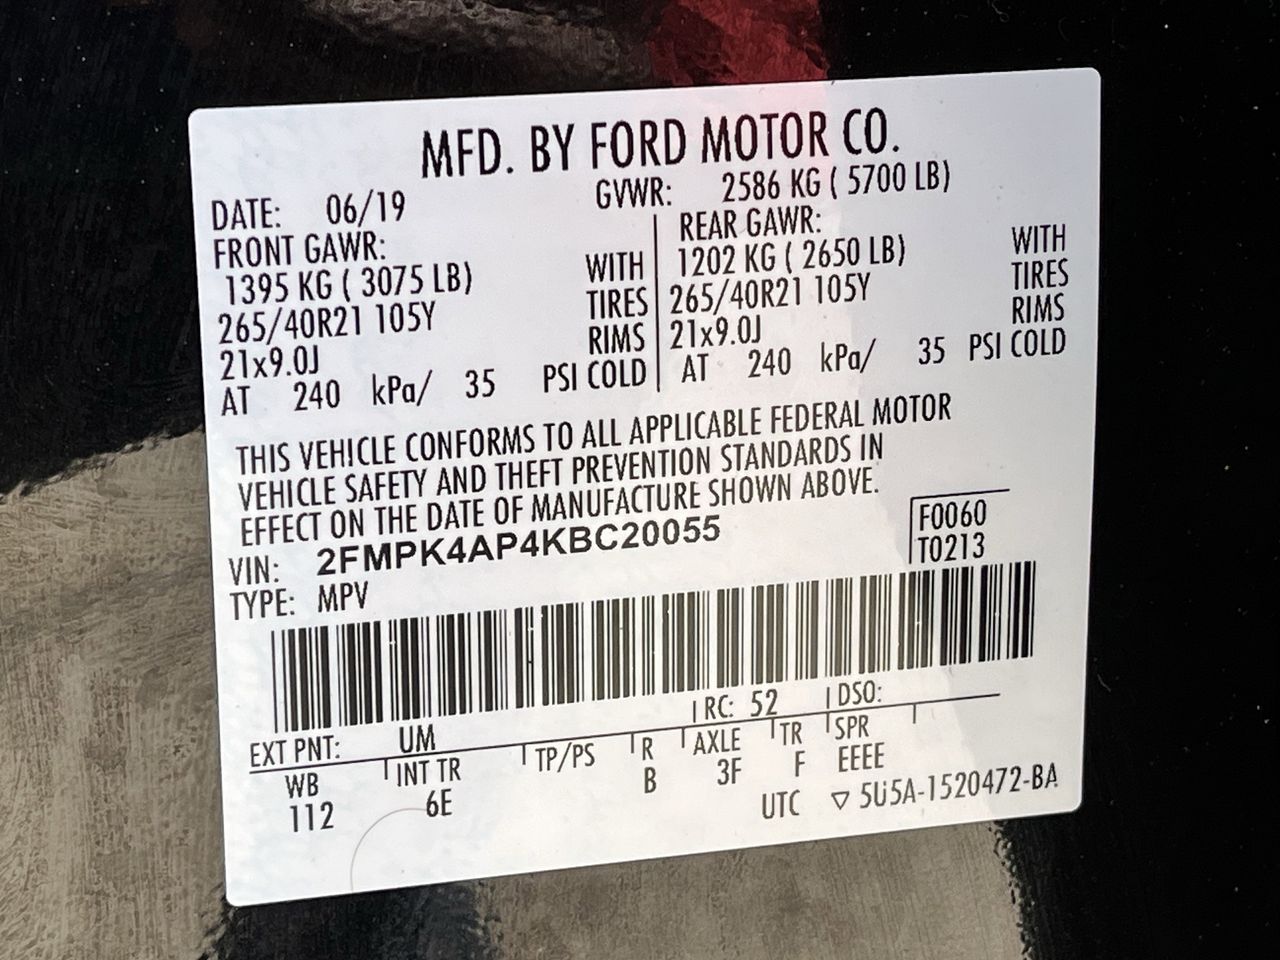 MFD. BY FORD MOTOR CO.
DATE: 06/19 GVWR: 2586 KG ( 5700 LB)
FRONT GAWR: REAR GAWR:
1395 KG ( 3075 LB) WITH 1202 KG ( 2650 LB) WITH
265/40R21 105Y TIRES 265/40R21 105Y TIRES
21x9.0J RIMS 21x9.0J RIMS
AT 240 kPa/ 35 PSI COLD AT 240 kPa/ 35 PSI COLD
THIS VEHICLE CONFORMS TO ALL APPLICABLE FEDERAL MOTOR
VEHICLE SAFETY AND THEFT PREVENTION STANDARDS IN
EFFECT ON THE DATE OF MANUFACTURE SHOWN ABOVE.
VIN: 2FMPK4AP4KBC20055 F0060
TYPE: MPV T0213
EXT PNT: UM RC: 52 DSO:
WB INT TR TP/PS R AXLE TR SPR
112 6E B 3F F EEEE
UTC ▽ 5U5A-1520472-BA